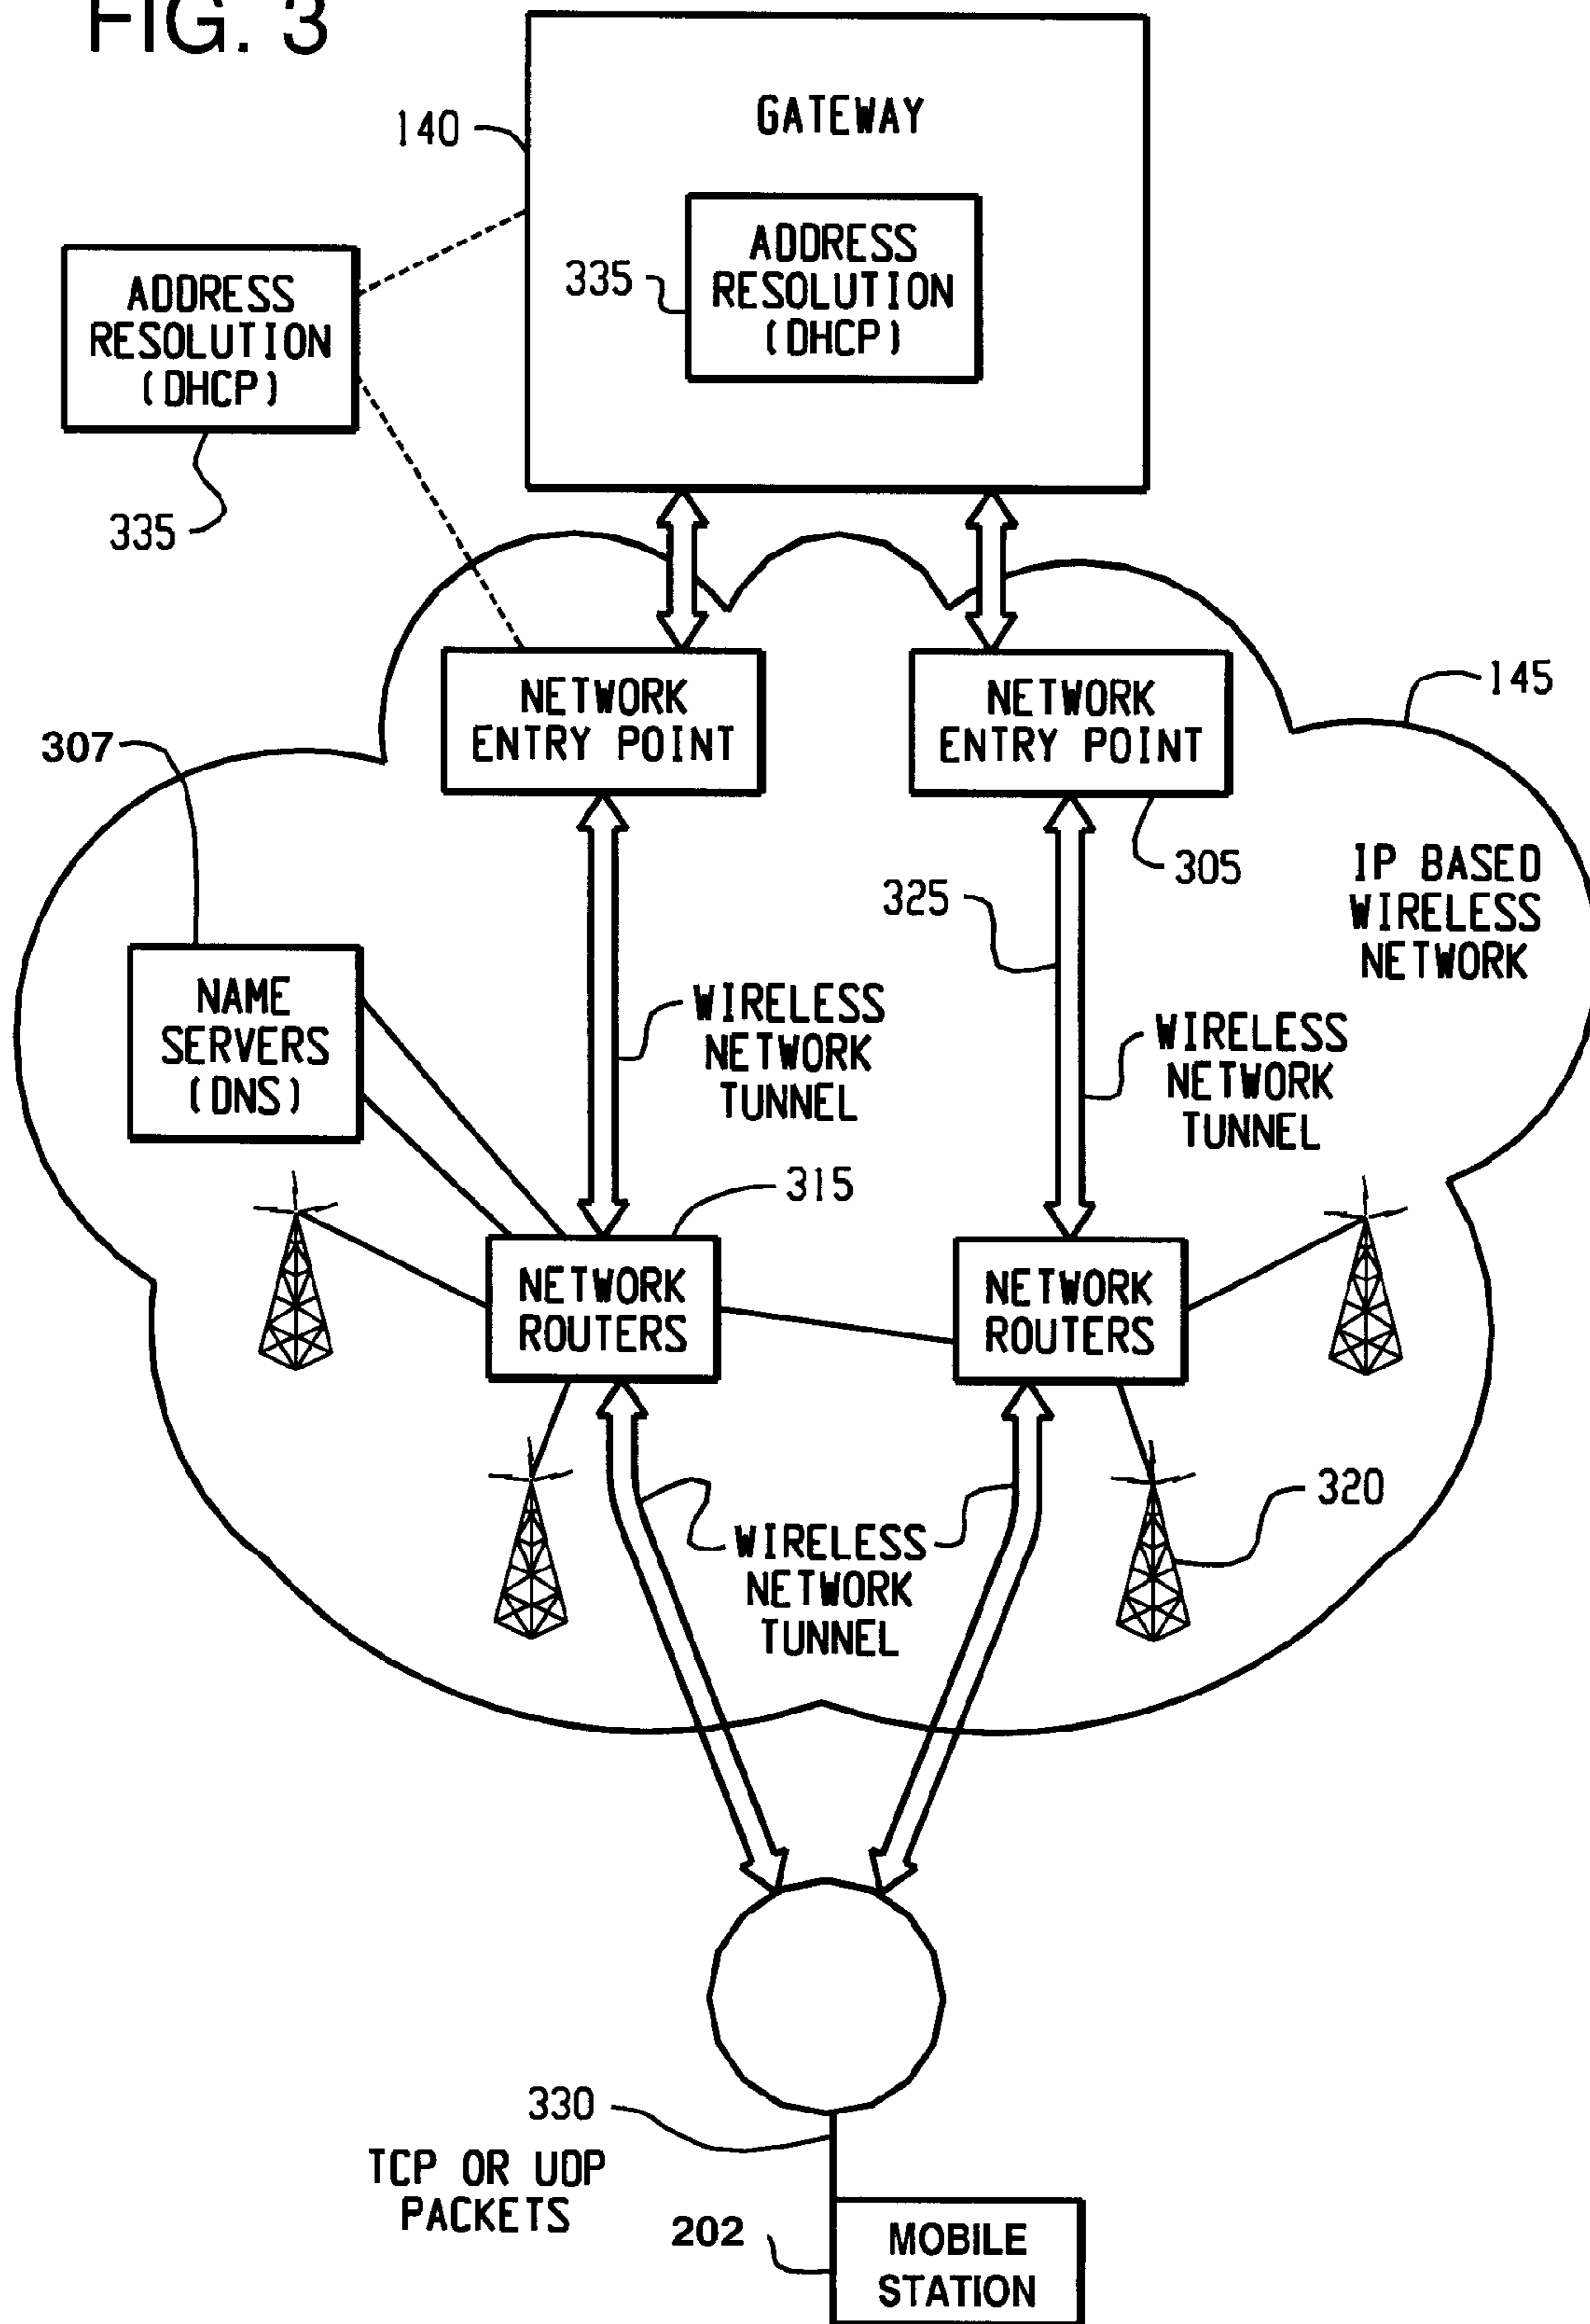 FIG. 3
GATEWAY
140
ADDRESS
RESOLUTION
(DHCP)
335
ADDRESS
RESOLUTION
(DHCP)
335
NETWORK
ENTRY POINT
NETWORK
ENTRY POINT
145
307
305
325
IP BASED
WIRELESS
NETWORK
NAME
SERVERS
(DNS)
WIRELESS
NETWORK
TUNNEL
WIRELESS
NETWORK
TUNNEL
315
NETWORK
ROUTERS
NETWORK
ROUTERS
320
WIRELESS
NETWORK
TUNNEL
330
TCP OR UDP
PACKETS
202
MOBILE
STATION